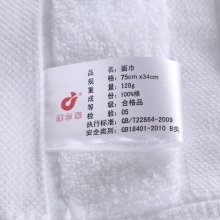 品 名: 面巾
规 格: 75cm x34cm
重 量: 128g
成 分: 100%棉
等 级: 合格品
检 验: 05
执行标准: GB/T22864-2009
安全类别: GB18401-2010 B类